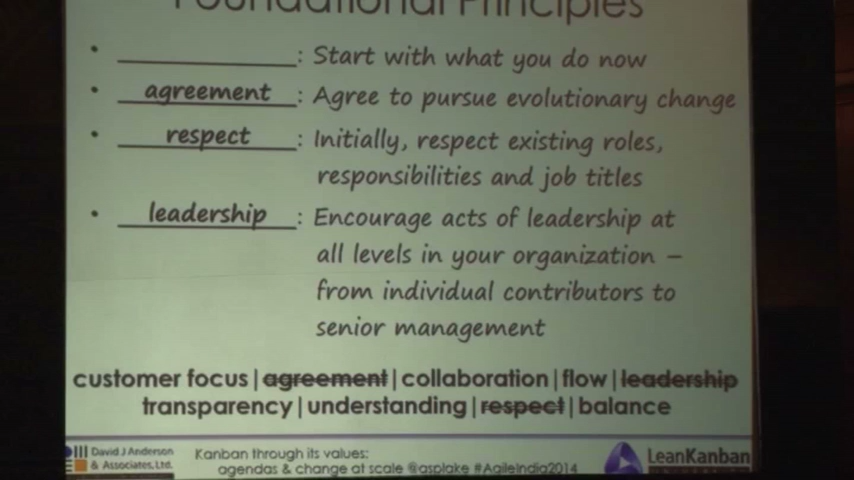 Foundational Principles
• ______________: Start with what you do now
• agreement: Agree to pursue evolutionary change
• respect: Initially, respect existing roles,
responsibilities and job titles
• leadership: Encourage acts of leadership at
all levels in your organization –
from individual contributors to
senior management
customer focus | agreement | collaboration | flow | leadership
transparency | understanding | respect | balance
David J Anderson
& Associates, Ltd.
Kanban through its values:
agendas & change at scale @asplake #AgileIndia2014
LeanKanban